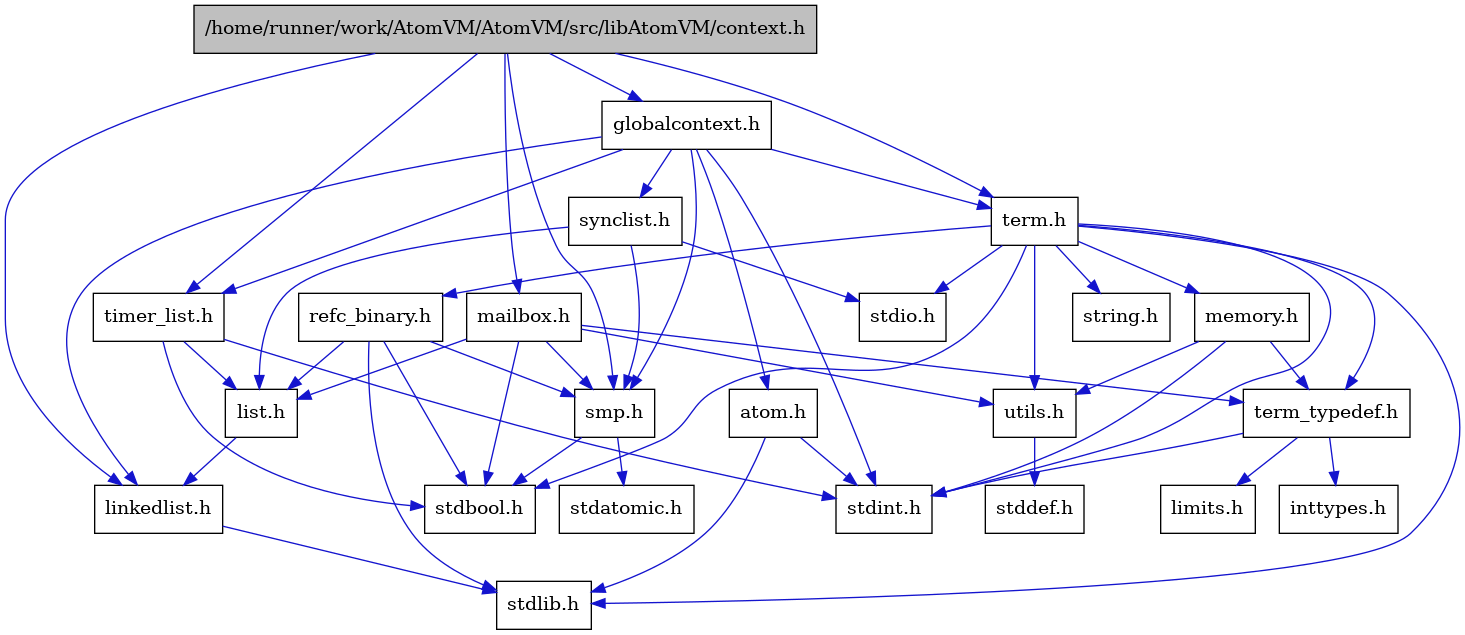 /home/runner/work/AtomVM/AtomVM/src/libAtomVM/context.h
globalcontext.h
synclist.h
term.h
timer_list.h
refc_binary.h
mailbox.h
stdio.h
string.h
memory.h
list.h
smp.h
atom.h
utils.h
term_typedef.h
linkedlist.h
stdbool.h
stdatomic.h
stdint.h
stddef.h
limits.h
inttypes.h
stdlib.h